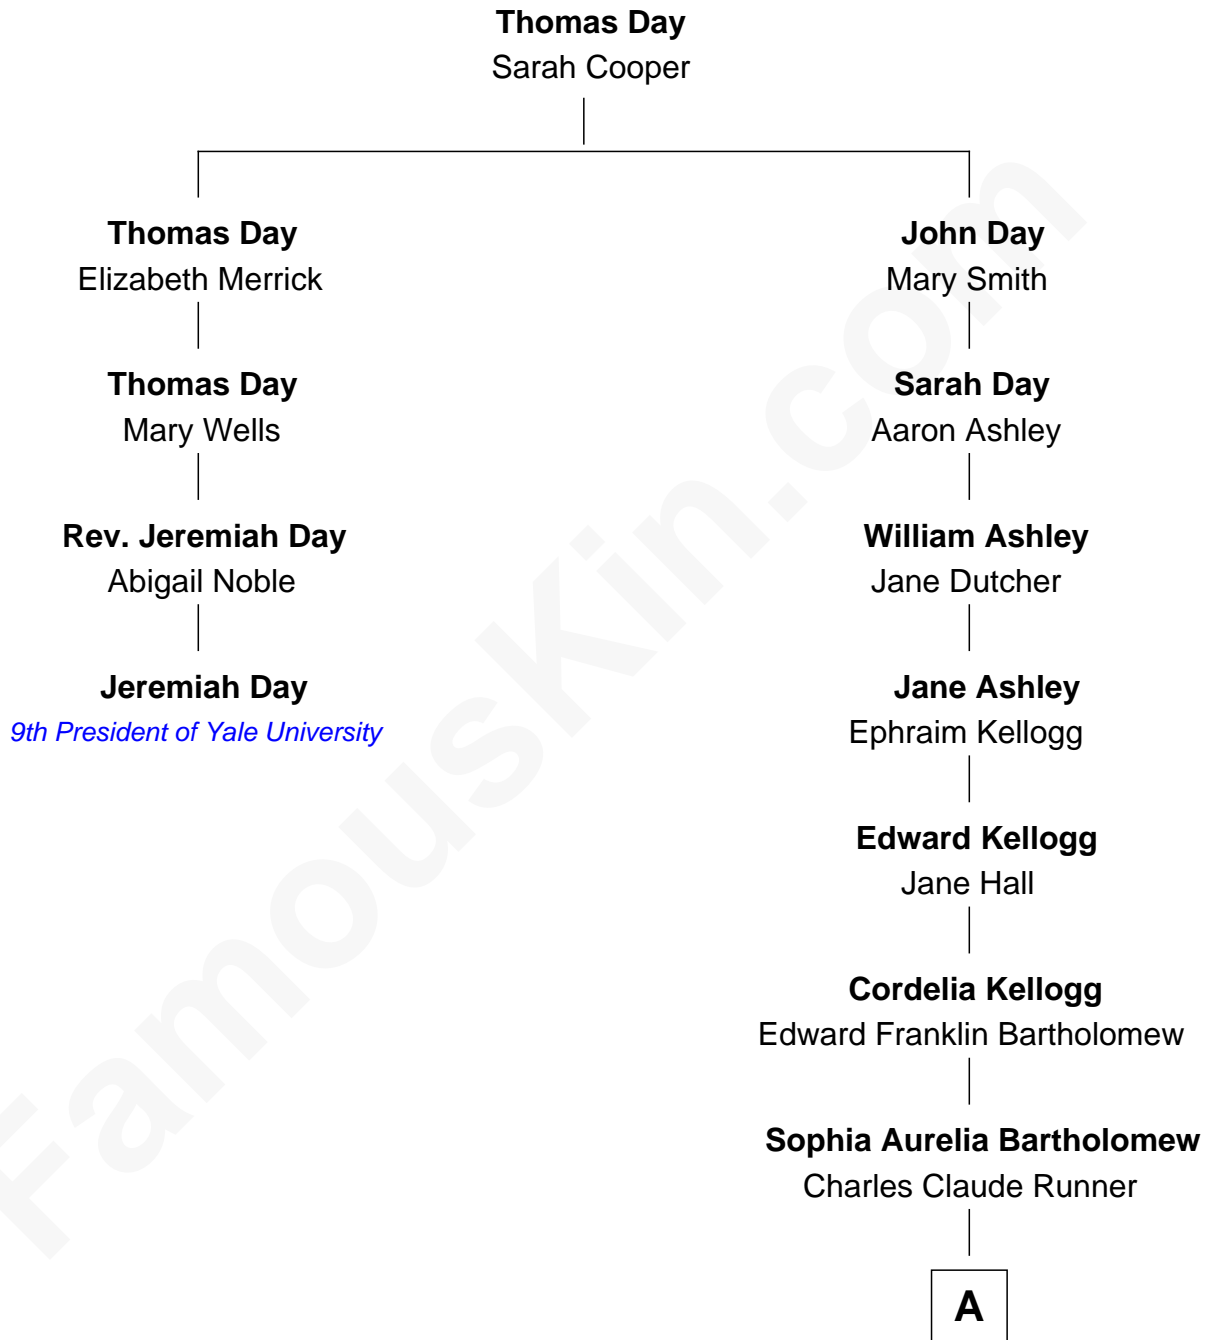 Thomas Day
Sarah Cooper
Thomas Day
Elizabeth Merrick
Thomas Day
Mary Wells
Rev. Jeremiah Day
Abigail Noble
Jeremiah Day
9th President of Yale University
John Day
Mary Smith
Sarah Day
Aaron Ashley
William Ashley
Jane Dutcher
Jane Ashley
Ephraim Kellogg
Edward Kellogg
Jane Hall
Cordelia Kellogg
Edward Franklin Bartholomew
Sophia Aurelia Bartholomew
Charles Claude Runner
A
FamousKin.com